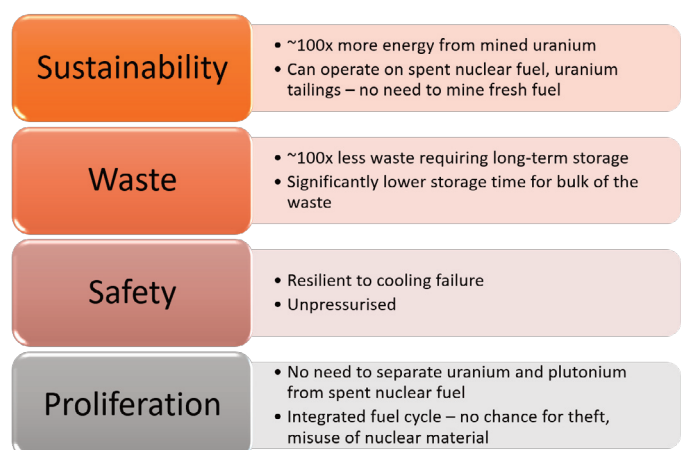 Sustainability
• ~100x more energy from mined uranium
• Can operate on spent nuclear fuel, uranium
tailings – no need to mine fresh fuel
Waste
• ~100x less waste requiring long-term storage
• Significantly lower storage time for bulk of the
waste
Safety
• Resilient to cooling failure
• Unpressurised
Proliferation
• No need to separate uranium and plutonium
from spent nuclear fuel
• Integrated fuel cycle – no chance for theft,
misuse of nuclear material